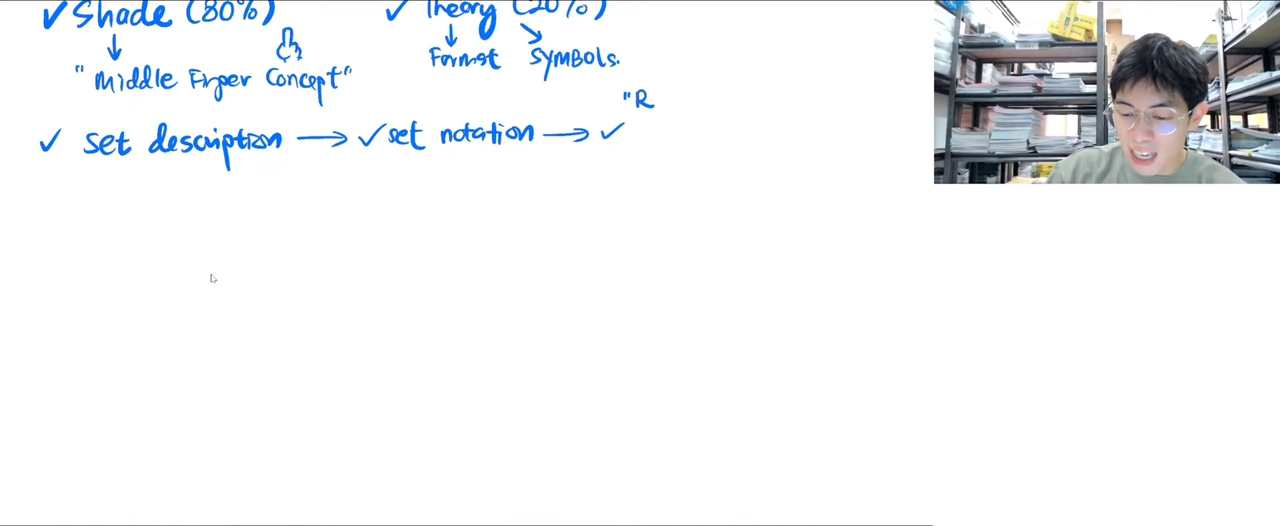 ✓ Shade (80%) ✓ Theory (20%)
↓ ↓ ↘
Format SYMBOLS.
"Middle Finger Concept"
"R
✓ set description → ✓ set notation → ✓